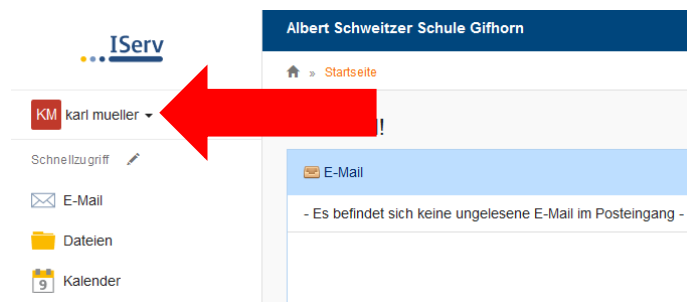 IServ
Albert Schweitzer Schule Gifhorn
» Startseite
KM karl mueller
!
Schnellzugriff
E-Mail
- Es befindet sich keine ungelesene E-Mail im Posteingang -
E-Mail
Dateien
9 Kalender